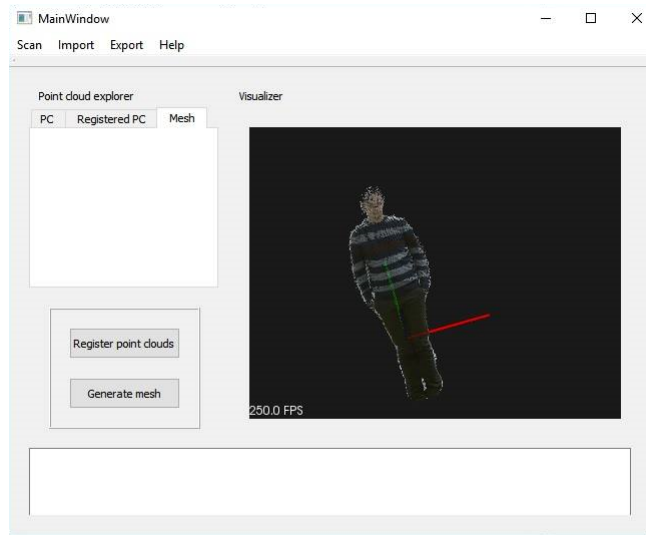 MainWindow
Scan Import Export Help
Point cloud explorer
Visualizer
PC Registered PC Mesh
Register point clouds
Generate mesh
250.0 FPS